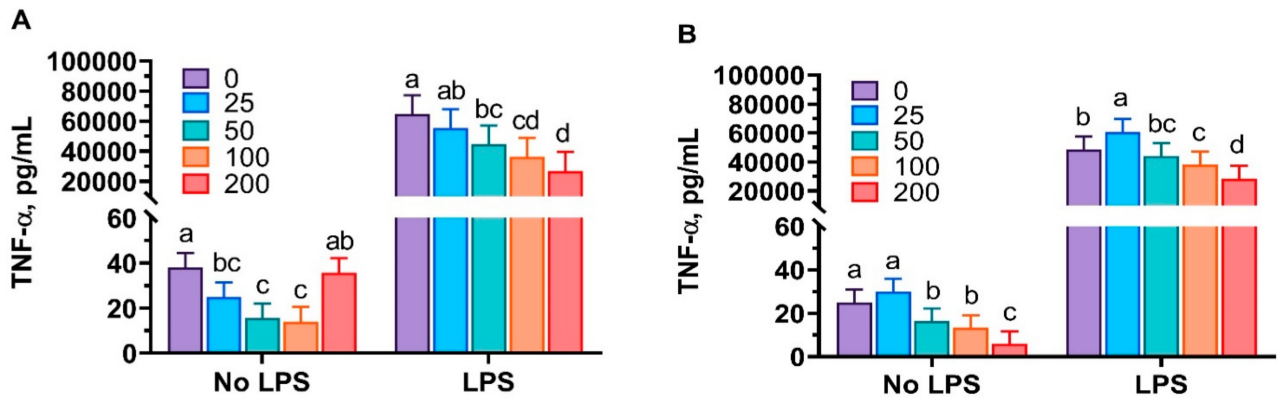 A
TNF-α, pg/mL
100000
80000
60000
40000
20000
60
40
20
0
0
25
50
100
200
a
bc
c
c
ab
a
ab
bc
cd
d
No LPS
LPS
B
TNF-α, pg/mL
100000
80000
60000
40000
20000
60
40
20
0
0
25
50
100
200
a
a
b
b
c
b
a
bc
c
d
No LPS
LPS